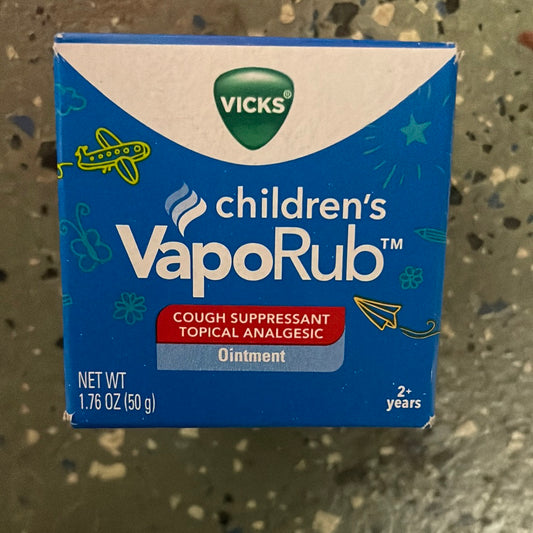 VICKS®
children's
VapoRub™
COUGH SUPPRESSANT
TOPICAL ANALGESIC
Ointment
NET WT
1.76 OZ (50 g)
2+
years